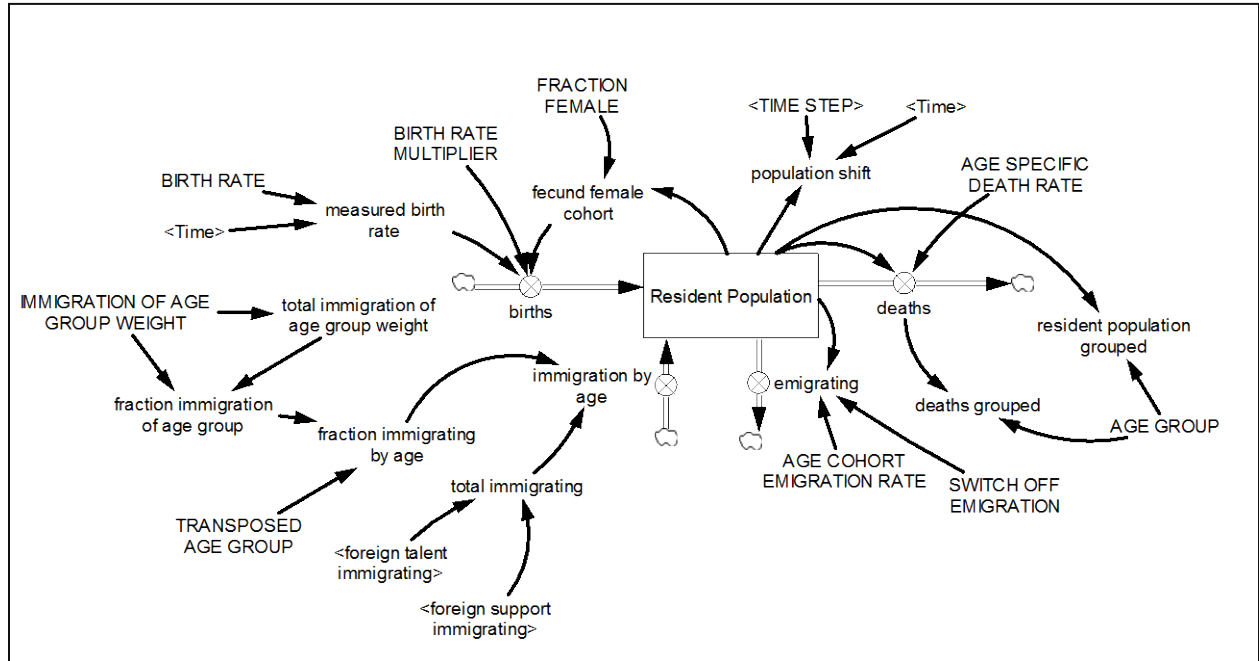 FRACTION
FEMALE
<TIME STEP>
<Time>
BIRTH RATE
MULTIPLIER
AGE SPECIFIC
DEATH RATE
BIRTH RATE
fecund female
cohort
population shift
measured birth
rate
<Time>
Resident Population
births
deaths
IMMIGRATION OF AGE
GROUP WEIGHT
total immigration of
age group weight
resident population
grouped
immigration by
age
emigrating
fraction immigration
of age group
deaths grouped
AGE GROUP
fraction immigrating
by age
AGE COHORT
EMIGRATION RATE
SWITCH OFF
EMIGRATION
total immigrating
TRANSPOSED
AGE GROUP
<foreign talent
immigrating>
<foreign support
immigrating>